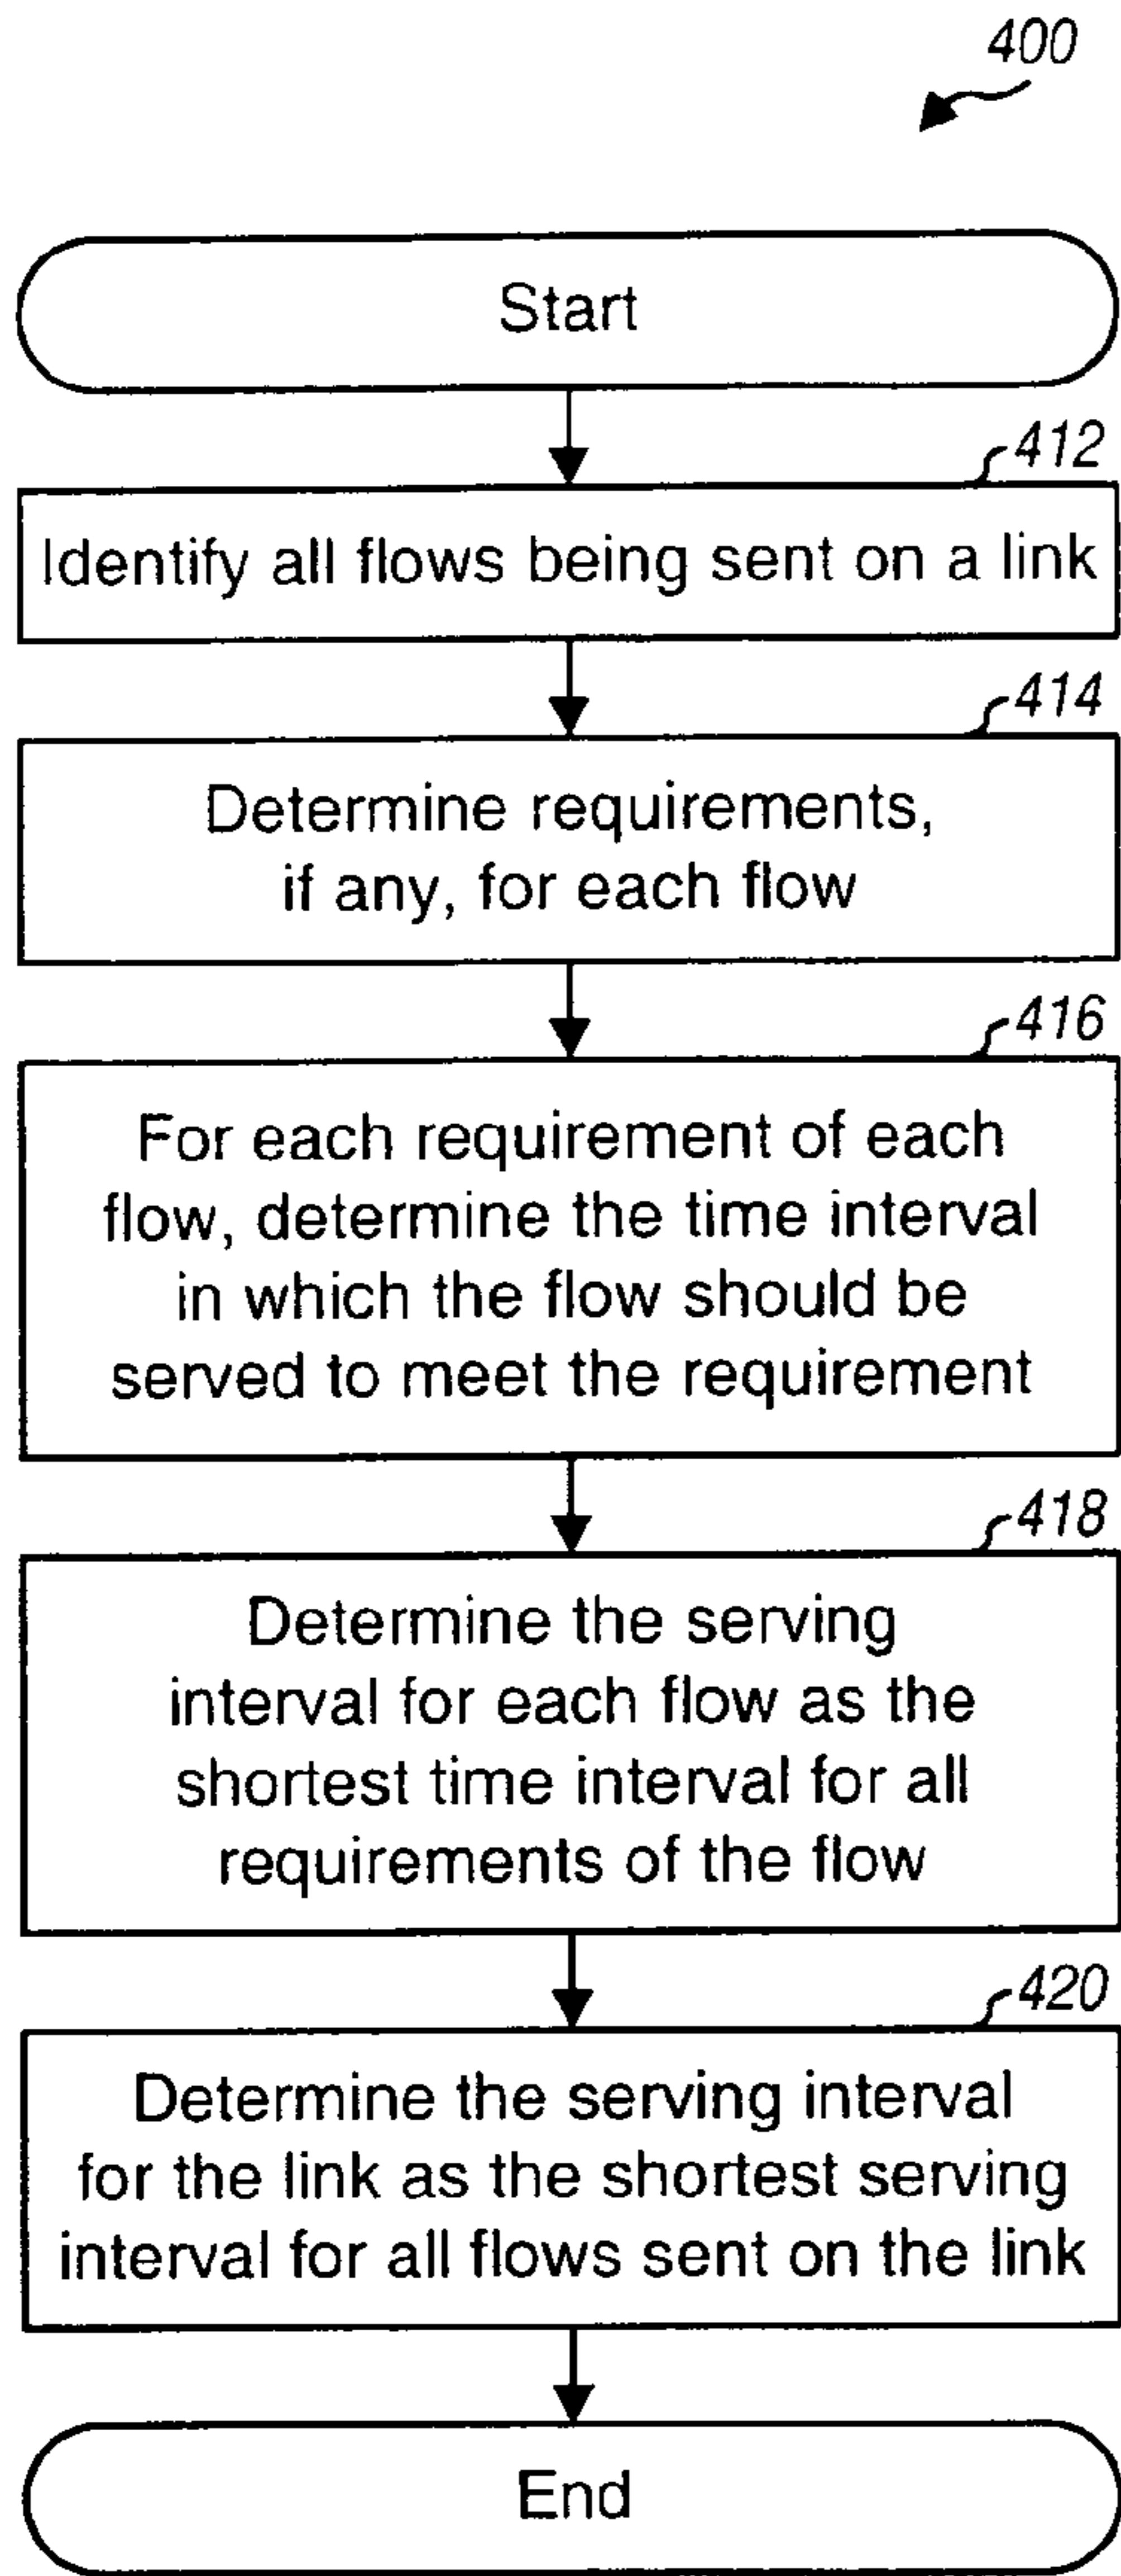 400
Start
412
Identify all flows being sent on a link
414
Determine requirements,
if any, for each flow
416
For each requirement of each
flow, determine the time interval
in which the flow should be
served to meet the requirement
418
Determine the serving
interval for each flow as the
shortest time interval for all
requirements of the flow
420
Determine the serving interval
for the link as the shortest serving
interval for all flows sent on the link
End